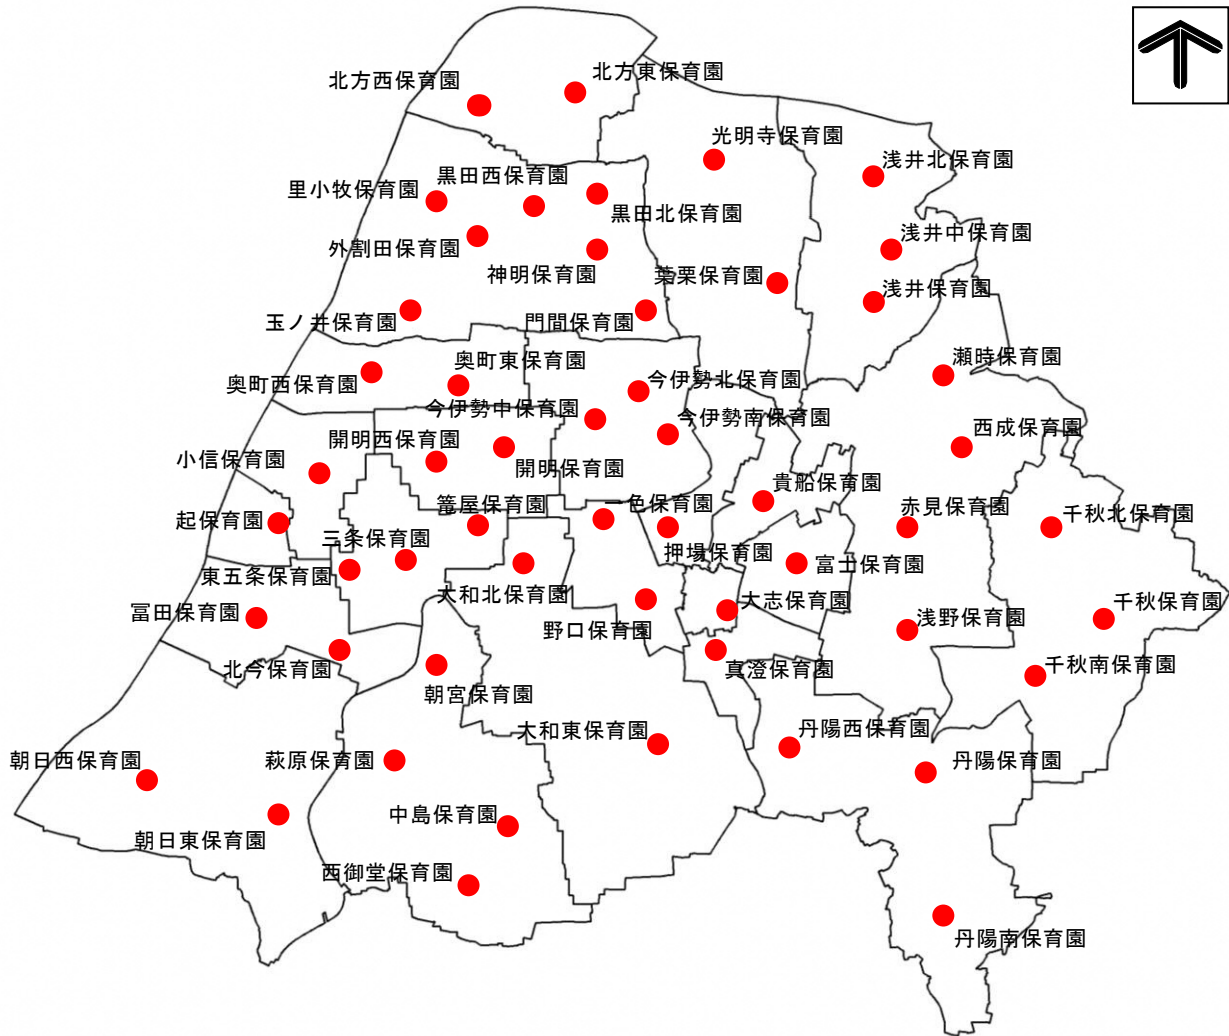 北方西保育園
北方東保育園
光明寺保育園
浅井北保育園
黒田西保育園
里小牧保育園
黒田北保育園
浅井中保育園
外割田保育園
神明保育園
葉栗保育園
浅井保育園
玉ノ井保育園
門間保育園
瀬時保育園
奥町東保育園
奥町西保育園
今伊勢北保育園
今伊勢中保育園
今伊勢南保育園
西成保育園
開明西保育園
小信保育園
開明保育園
貴船保育園
篭屋保育園
一色保育園
赤見保育園
千秋北保育園
起保育園
三条保育園
押場保育園
富士保育園
東五条保育園
大和北保育園
大志保育園
千秋保育園
冨田保育園
野口保育園
浅野保育園
北今保育園
真澄保育園
千秋南保育園
朝宮保育園
丹陽西保育園
大和東保育園
朝日西保育園
萩原保育園
丹陽保育園
中島保育園
朝日東保育園
西御堂保育園
丹陽南保育園